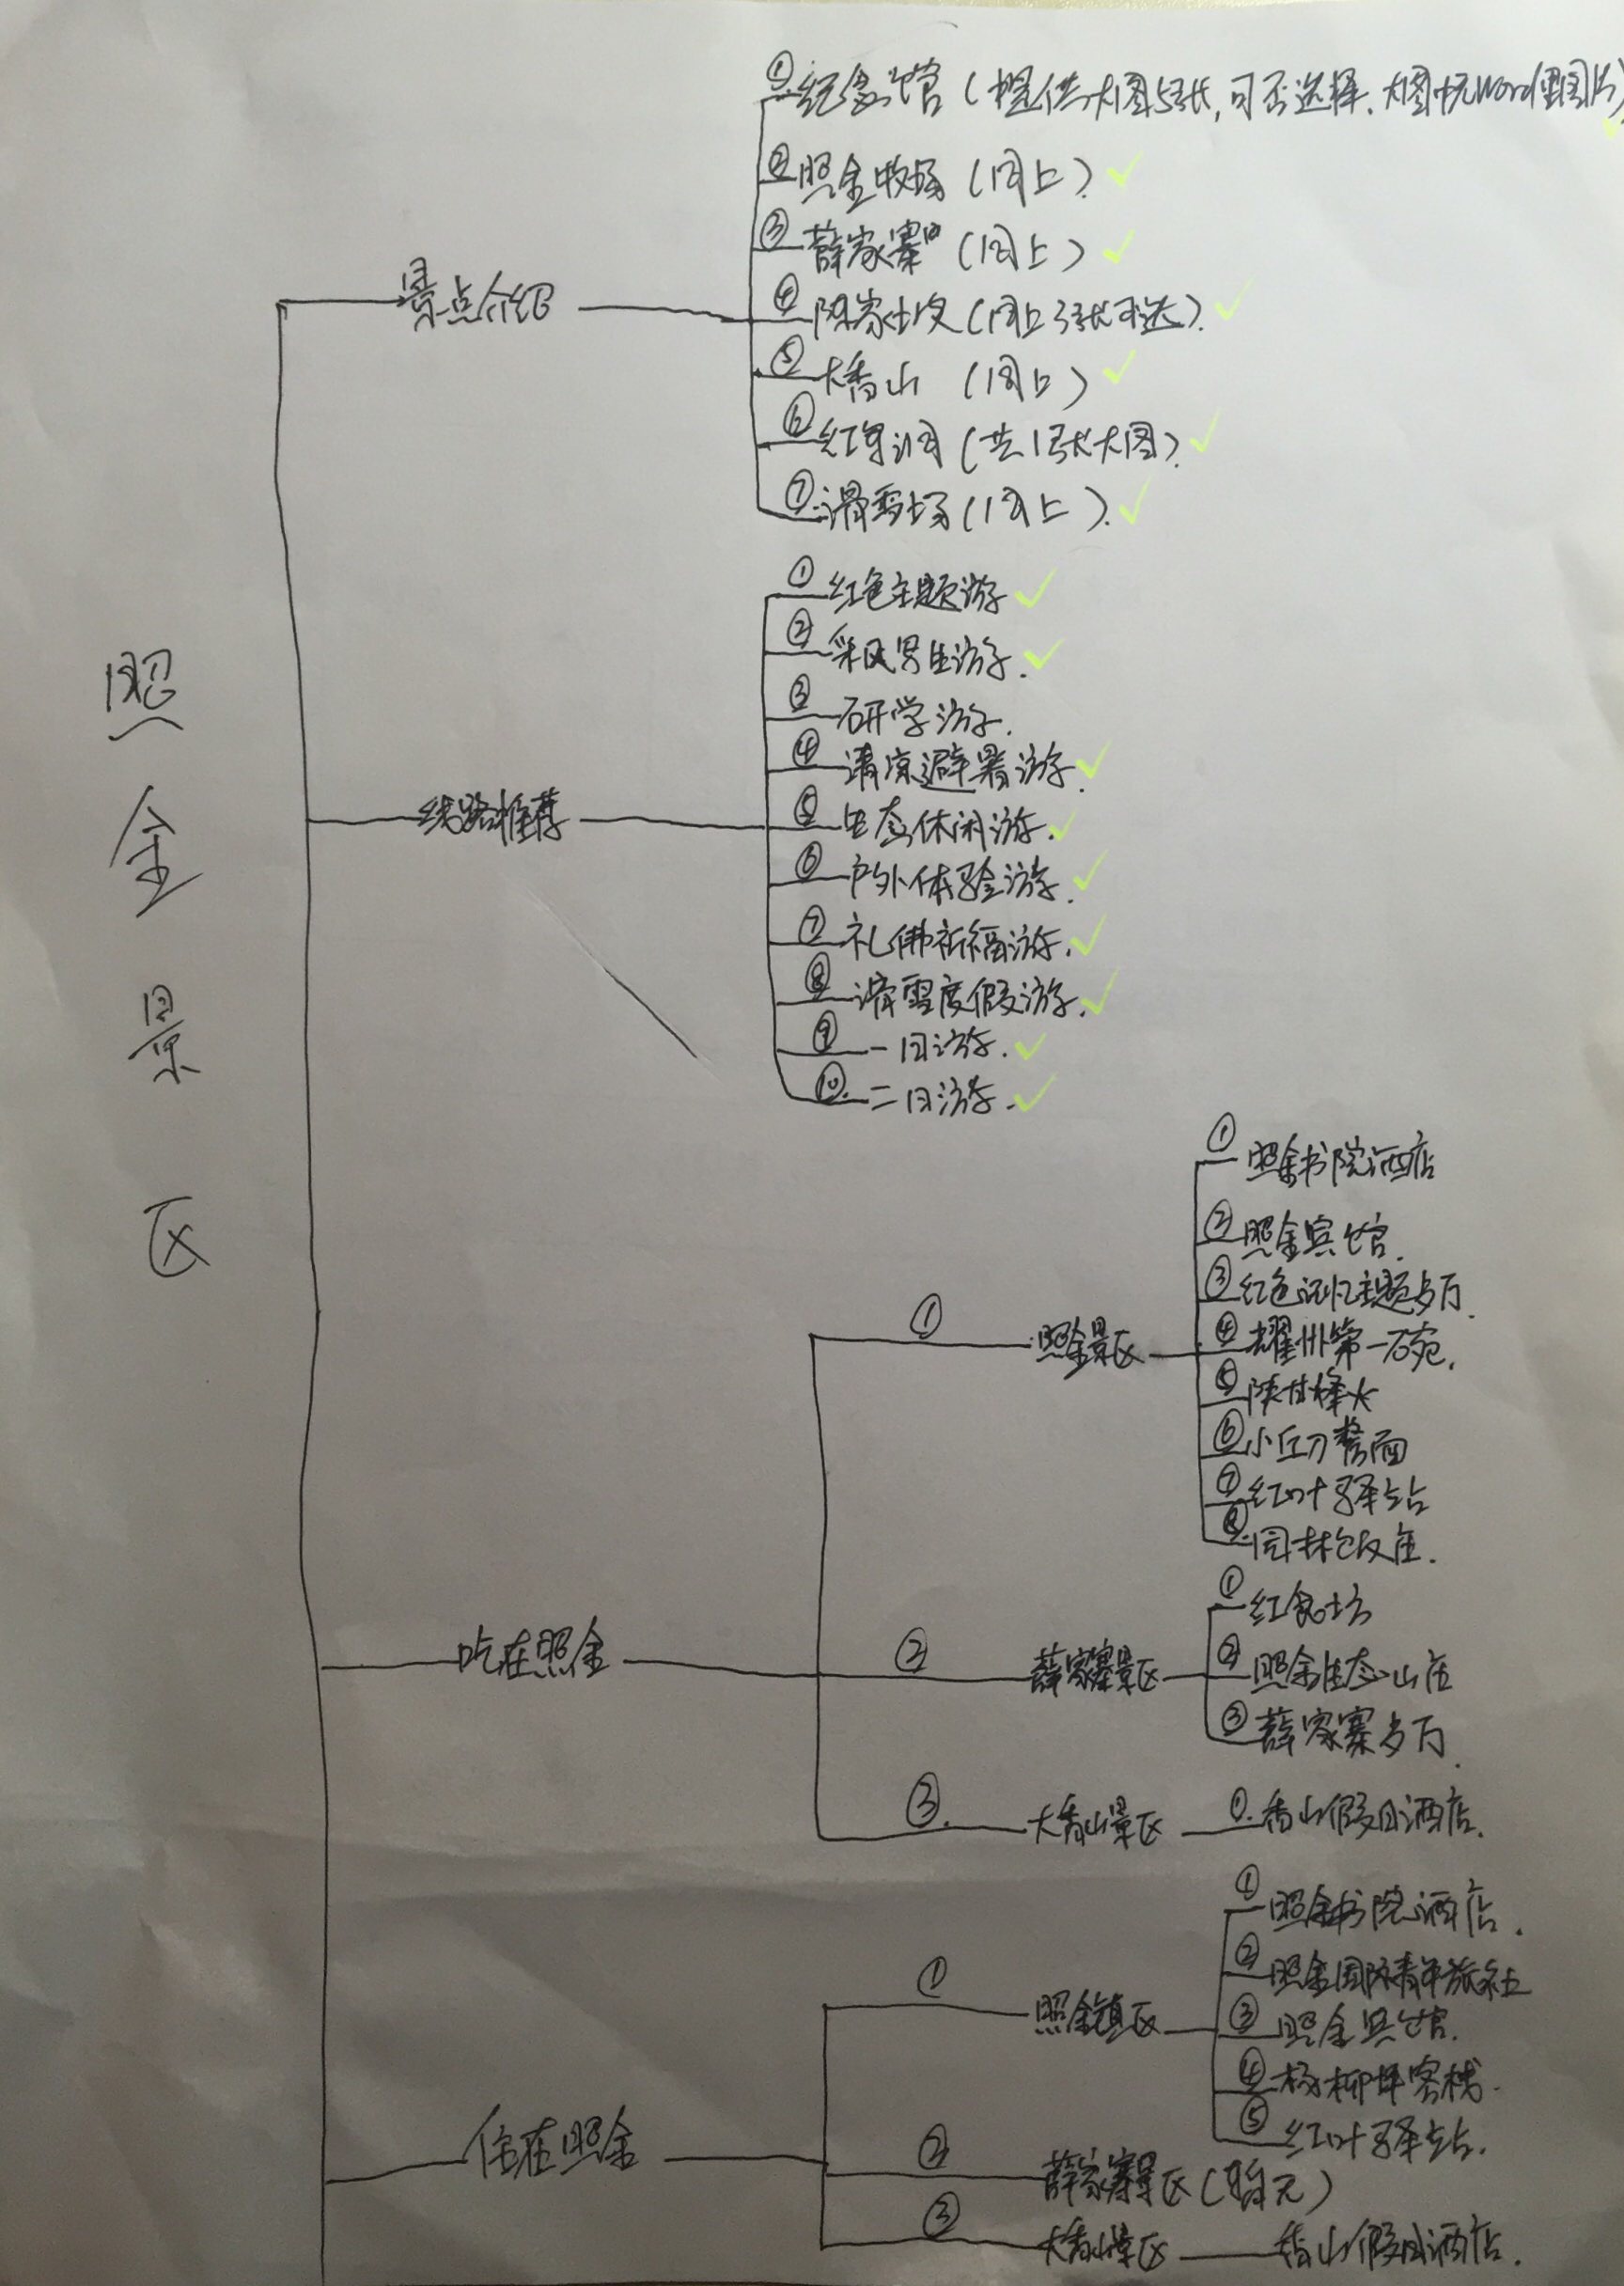 照金景区
景点介绍
① 纪念馆(提供大图5张,可否选择.大图中无Word里图片)
② 照金牧场(同上)✓
③ 薛家寨(同上)✓
④ 陈家坡(同上3张可选).✓
⑤ 大香山(同上)✓
⑥ 红军洞(共1张大图).✓
⑦ 滑雪场(同上).✓
线路推荐
① 红色主题游✓
② 采风写生游.✓
③ 研学游.
④ 清凉避暑游.✓
⑤ 生态休闲游.✓
⑥ 户外体验游.✓
⑦ 礼佛祈福游.✓
⑧ 滑雪度假游.✓
⑨ 一日游.✓
⑩ 二日游.✓
吃在照金
① 照金景区
① 照金书院酒店
② 照金宾馆.
③ 红色记忆主题乡厨.
④ 耀州第一碗.
⑤ 陕甘烽火
⑥ 小丘刀剺面
⑦ 红叶驿站
⑧ 园林饭庄.
② 薛家寨景区
① 红食坊
② 照金生态山庄
③ 薛家寨乡厨.
③. 大香山景区
①. 香山假日酒店.
住在照金
① 照金镇区
① 照金书院酒店.
② 照金国际青年旅社
③ 照金宾馆.
④ 杨柳坪客栈.
⑤ 红叶驿站.
② 薛家寨景区(暂无)
③ 大香山景区
香山假日酒店.